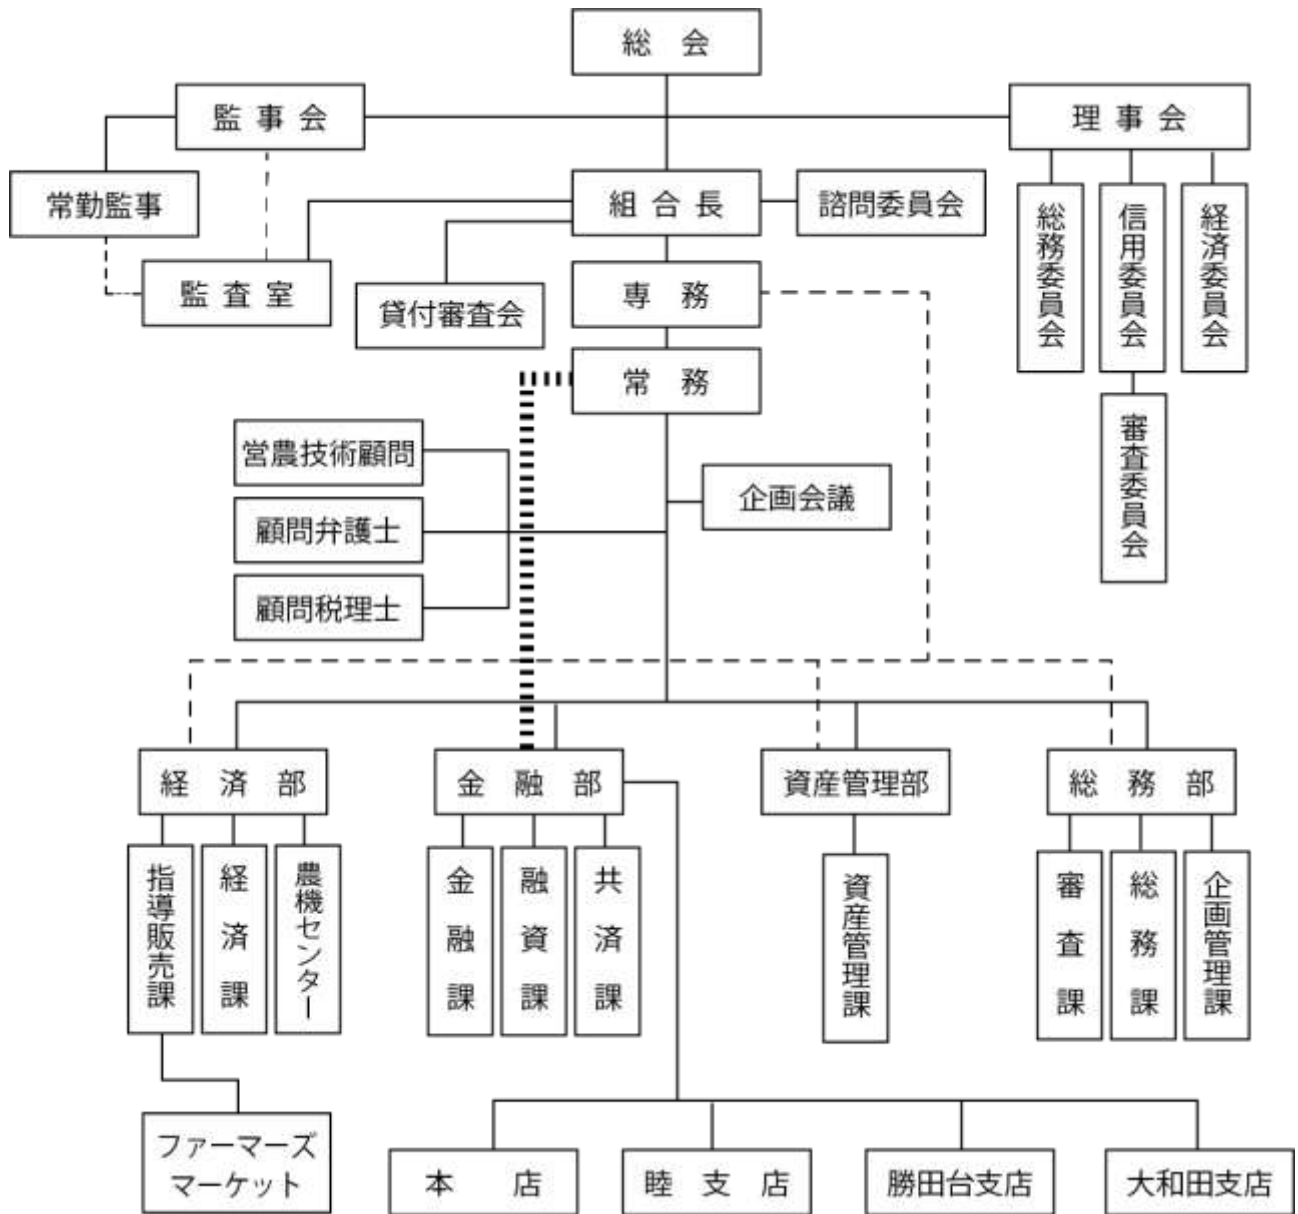 総会
監事会
理事会
常勤監事
組合長
諮問委員会
総務委員会
信用委員会
経済委員会
監査室
貸付審査会
専務
常務
審査委員会
営農技術顧問
企画会議
顧問弁護士
顧問税理士
経済部
金融部
資産管理部
総務部
指導販売課
経済課
農機センター
金融課
融資課
共済課
資産管理課
審査課
総務課
企画管理課
ファーマーズ
マーケット
本店
睦支店
勝田台支店
大和田支店